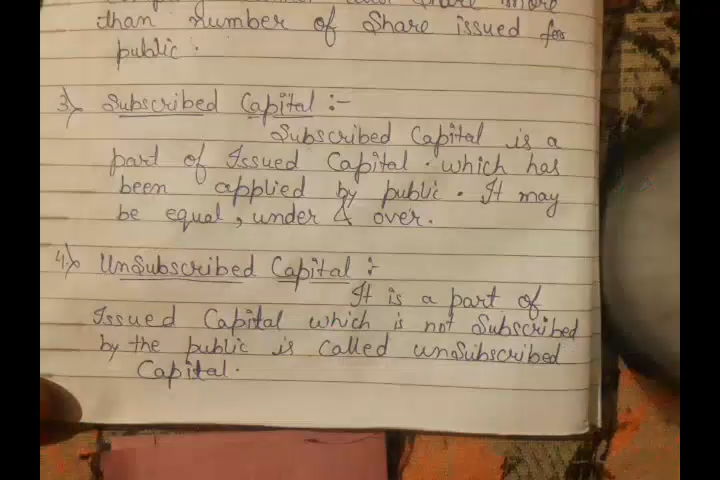 share more
than number of Share issued for
public.
3) Subscribed Capital :-
Subscribed Capital is a
part of Issued Capital. which has
been applied by public. It may
be equal, under & over.
4) UnSubscribed Capital :-
It is a part of
Issued Capital which is not Subscribed
by the public is called unSubscribed
Capital.